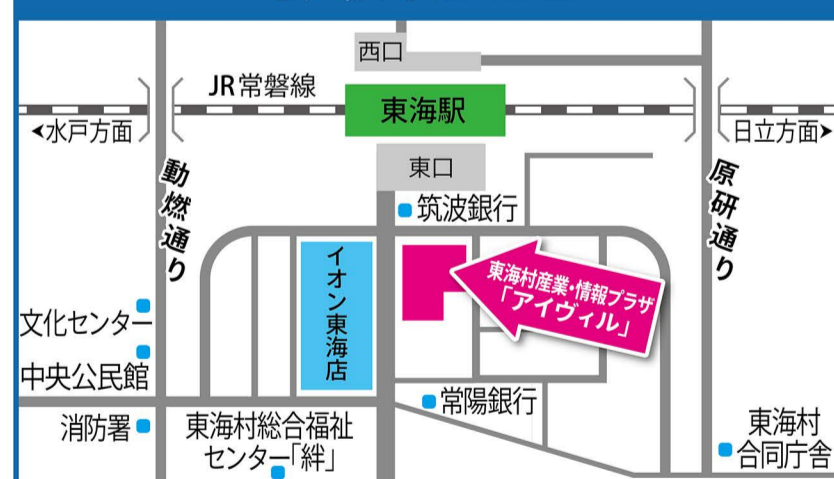 西口
JR常磐線
東海駅
<水戸方面
日立方面>
東口
動燃通り
原研通り
筑波銀行
イオン東海店
東海村産業・情報プラザ
「アイヴィル」
文化センター
中央公民館
常陽銀行
消防署
東海村総合福祉
センター「絆」
東海村
合同庁舎